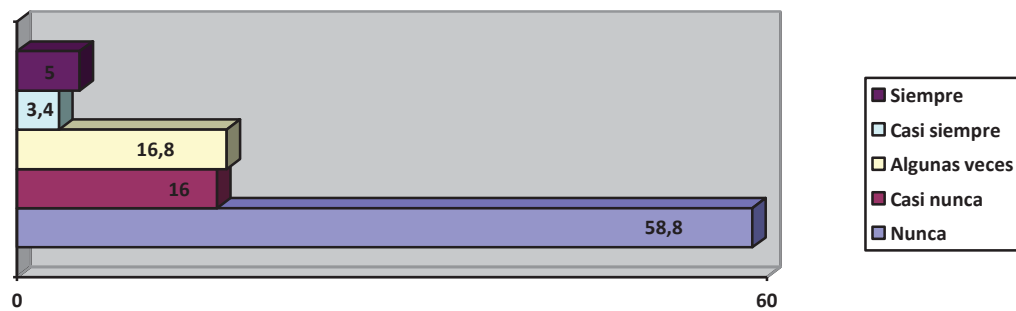 5
3,4
16,8
16
58,8
0
60
Siempre
Casi siempre
Algunas veces
Casi nunca
Nunca